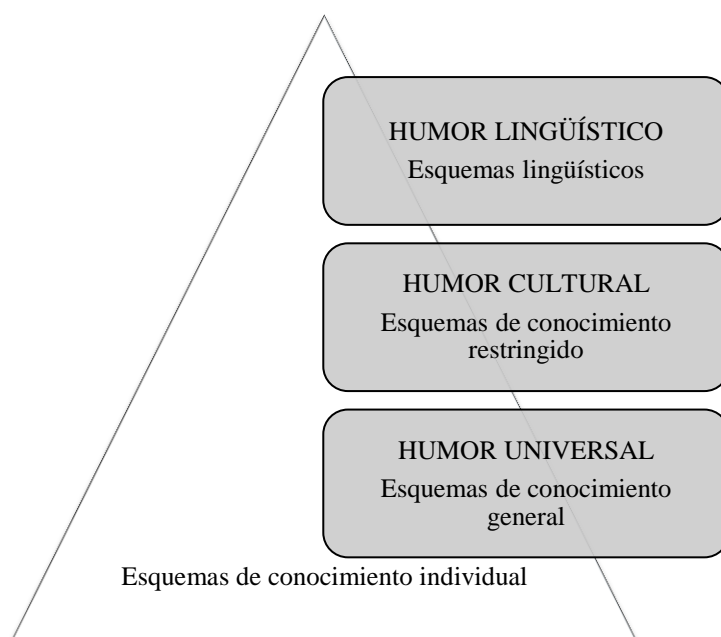 HUMOR LINGÜÍSTICO
Esquemas lingüísticos
HUMOR CULTURAL
Esquemas de conocimiento
restringido
HUMOR UNIVERSAL
Esquemas de conocimiento
general
Esquemas de conocimiento individual